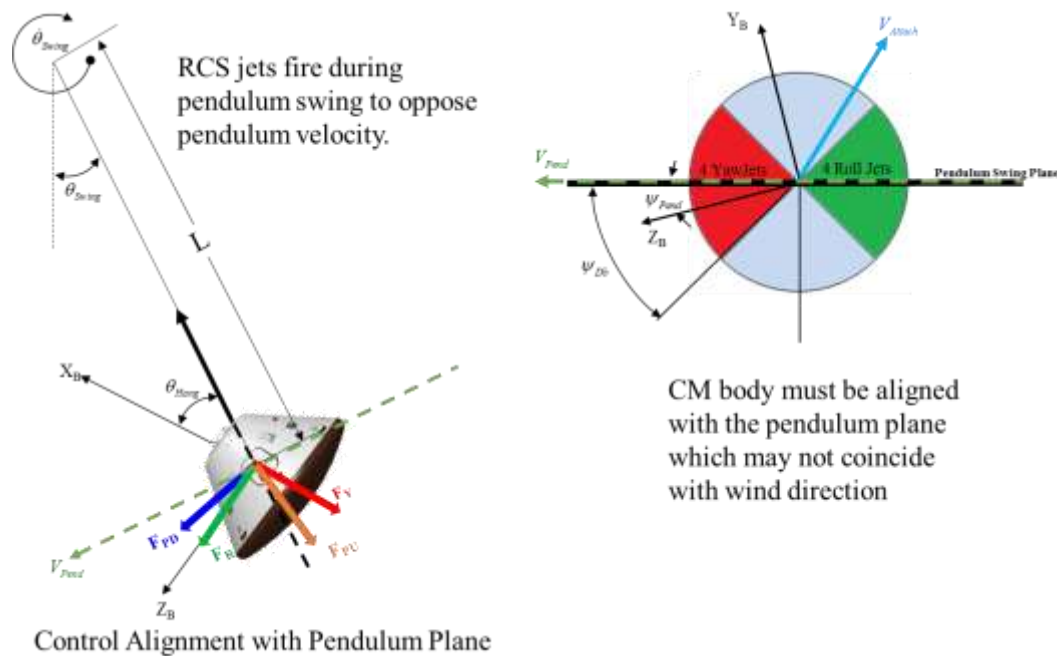 θ̇Swing
RCS jets fire during
pendulum swing to oppose
pendulum velocity.
θSwing
L
XB
θHang
FY
FPD
FR
FPU
VPend
ZB
Control Alignment with Pendulum Plane
YB
VAttach
VPend
4 YawJets
4 Roll Jets
Pendulum Swing Plane
ψPend
ZB
ψDb
CM body must be aligned
with the pendulum plane
which may not coincide
with wind direction